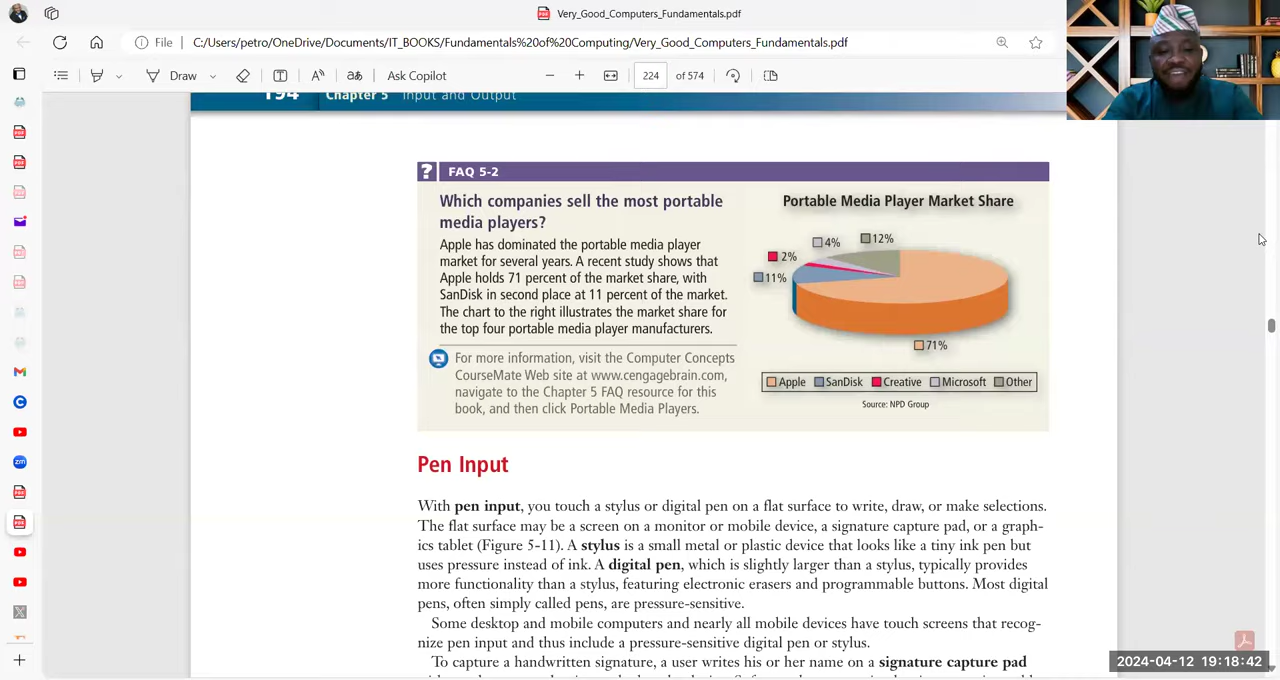 Very_Good_Computers_Fundamentals.pdf
File
C:/Users/petro/OneDrive/Documents/IT_BOOKS/Fundamentals%20of%20Computing/Very_Good_Computers_Fundamentals.pdf
Draw
Ask Copilot
224 of 574
194 Chapter 5 Input and Output
? FAQ 5-2
Which companies sell the most portable
media players?
Apple has dominated the portable media player
market for several years. A recent study shows that
Apple holds 71 percent of the market share, with
SanDisk in second place at 11 percent of the market.
The chart to the right illustrates the market share for
the top four portable media player manufacturers.
For more information, visit the Computer Concepts
CourseMate Web site at www.cengagebrain.com,
navigate to the Chapter 5 FAQ resource for this
book, and then click Portable Media Players.
Portable Media Player Market Share
12%
4%
2%
11%
71%
Apple SanDisk Creative Microsoft Other
Source: NPD Group
Pen Input
With pen input, you touch a stylus or digital pen on a flat surface to write, draw, or make selections.
The flat surface may be a screen on a monitor or mobile device, a signature capture pad, or a graph-
ics tablet (Figure 5-11). A stylus is a small metal or plastic device that looks like a tiny ink pen but
uses pressure instead of ink. A digital pen, which is slightly larger than a stylus, typically provides
more functionality than a stylus, featuring electronic erasers and programmable buttons. Most digital
pens, often simply called pens, are pressure-sensitive.
Some desktop and mobile computers and nearly all mobile devices have touch screens that recog-
nize pen input and thus include a pressure-sensitive digital pen or stylus.
To capture a handwritten signature, a user writes his or her name on a signature capture pad
2024-04-12 19:18:42